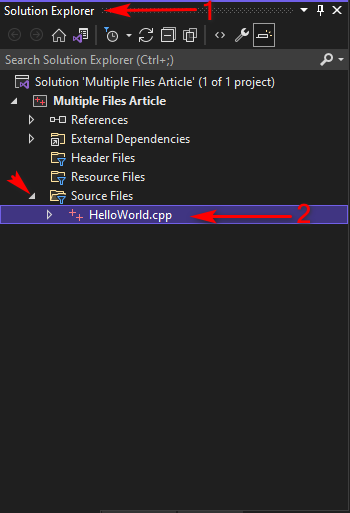 Solution Explorer 1
Search Solution Explorer (Ctrl+;)
Solution 'Multiple Files Article' (1 of 1 project)
Multiple Files Article
References
External Dependencies
Header Files
Resource Files
Source Files
HelloWorld.cpp 2